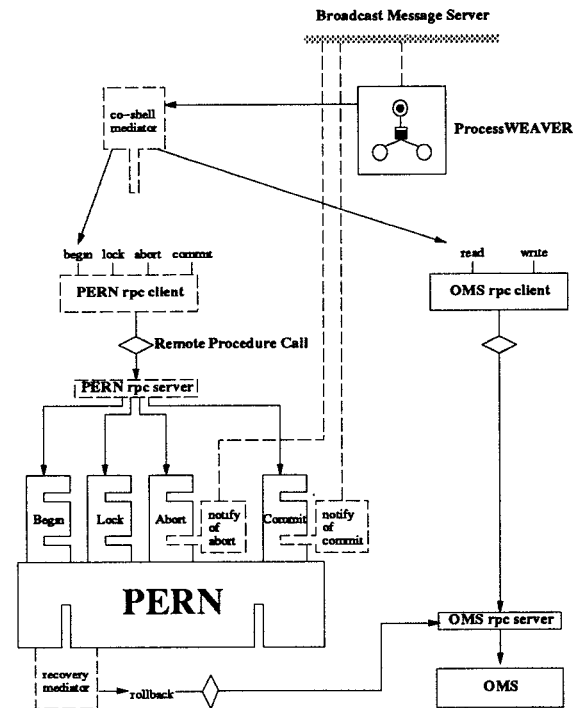 Broadcast Message Server
co-shell
mediator
ProcessWEAVER
begin lock abort commit
read write
PERN rpc client
OMS rpc client
Remote Procedure Call
PERN rpc server
Begin
Lock
Abort
notify
of
abort
Commit
notify
of
commit
PERN
OMS rpc server
recovery
mediator
rollback
OMS